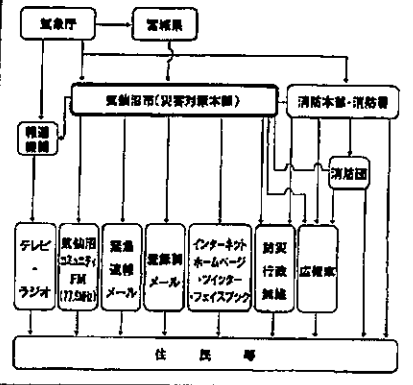 気象庁
宮城県
気仙沼市(災害対策本部)
消防本部・消防署
報道
機関
消防団
テレビ
・
ラジオ
気仙沼
コミュニティ
FM
(77.5MHz)
緊急
速報
メール
登録制
メール
インターネット
ホームページ
・ツイッター
・フェイスブック
防災
行政
無線
広報車
住民等